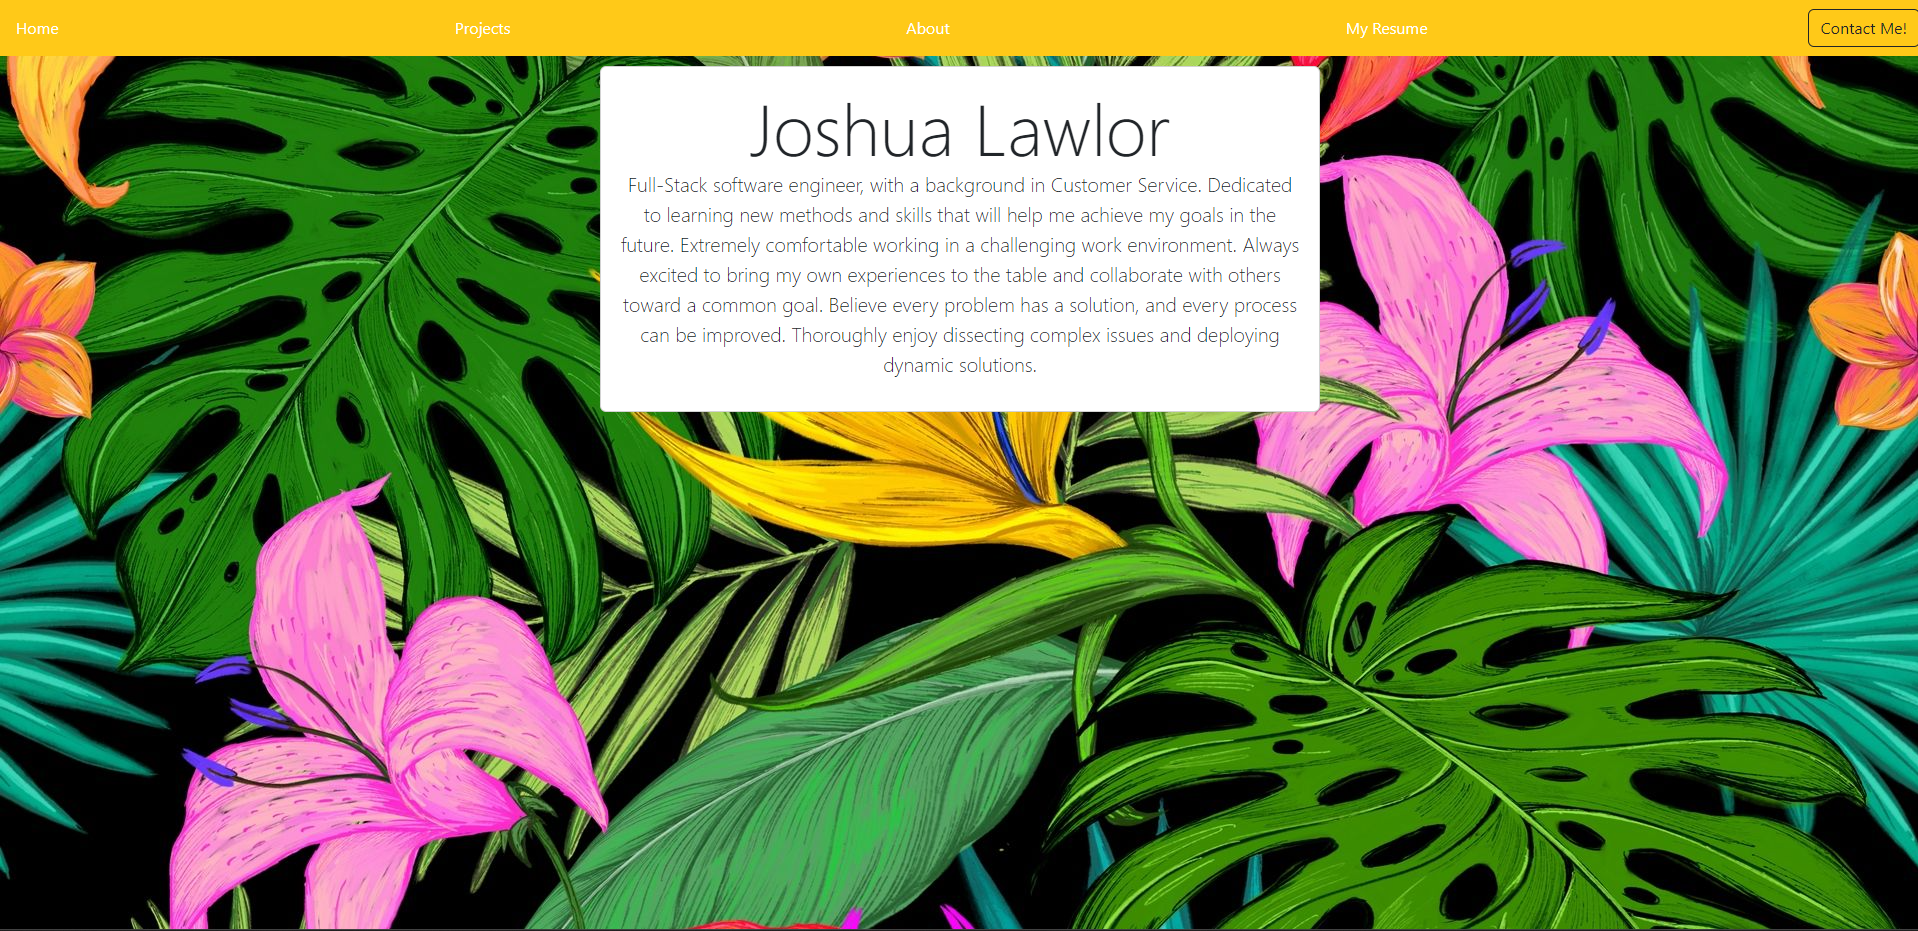 Home Projects About My Resume Contact Me!
Joshua Lawlor
Full-Stack software engineer, with a background in Customer Service. Dedicated
to learning new methods and skills that will help me achieve my goals in the
future. Extremely comfortable working in a challenging work environment. Always
excited to bring my own experiences to the table and collaborate with others
toward a common goal. Believe every problem has a solution, and every process
can be improved. Thoroughly enjoy dissecting complex issues and deploying
dynamic solutions.